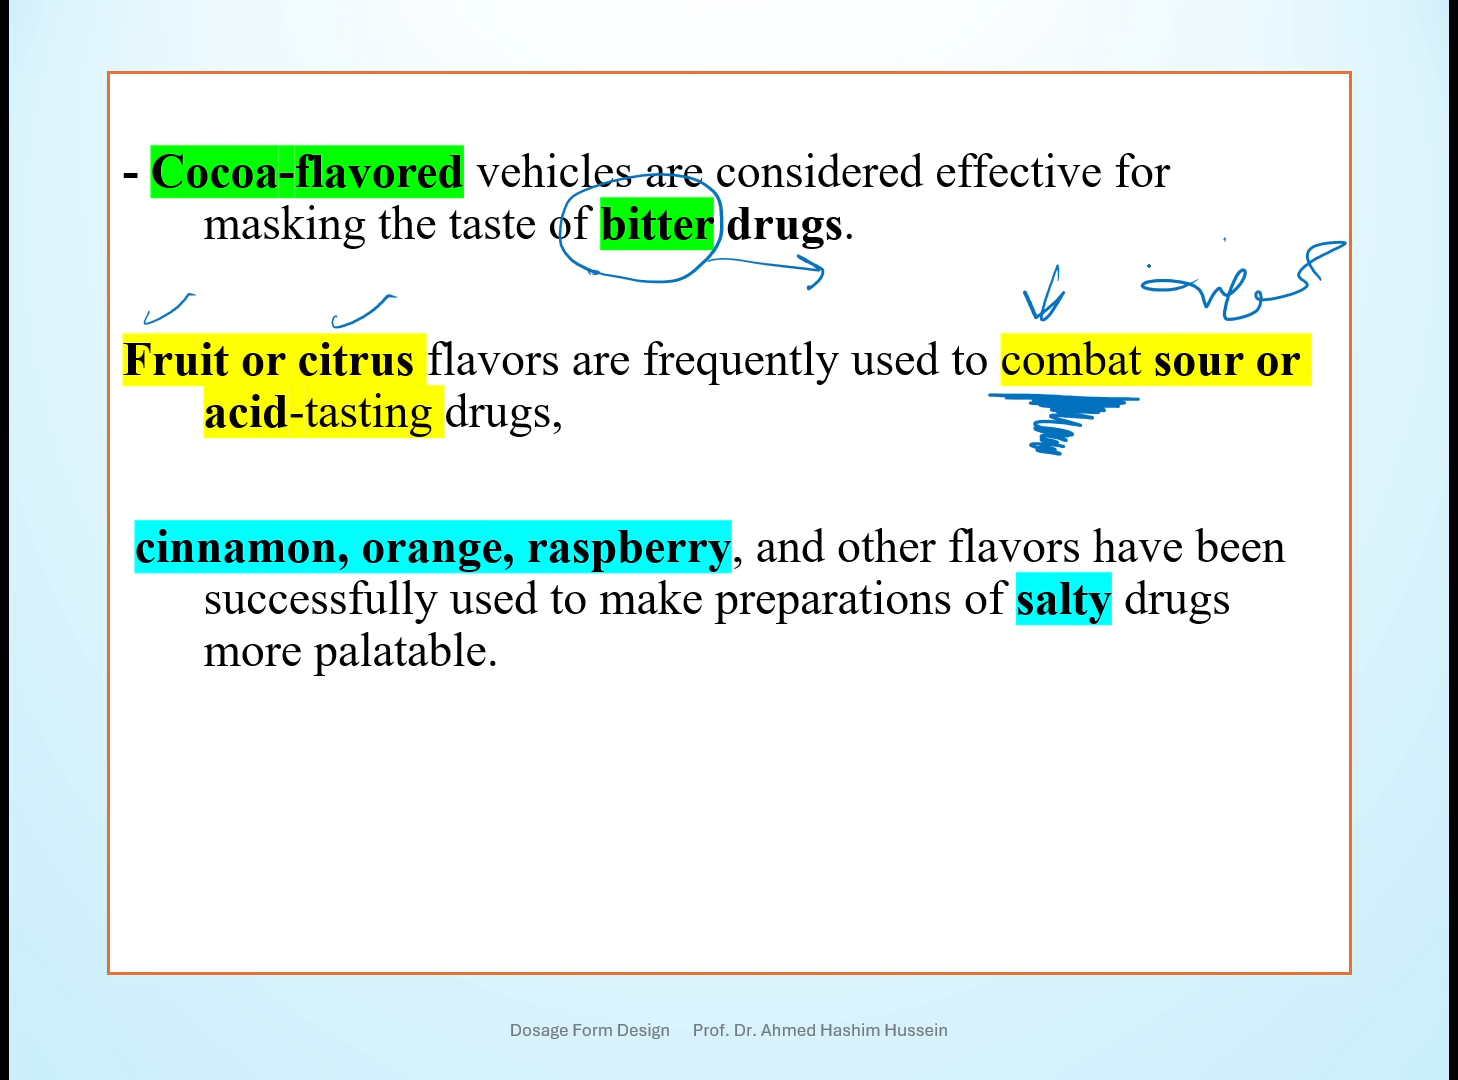 - Cocoa-flavored vehicles are considered effective for
masking the taste of bitter drugs.
Fruit or citrus flavors are frequently used to combat sour or
acid-tasting drugs,
cinnamon, orange, raspberry, and other flavors have been
successfully used to make preparations of salty drugs
more palatable.
Dosage Form Design Prof. Dr. Ahmed Hashim Hussein